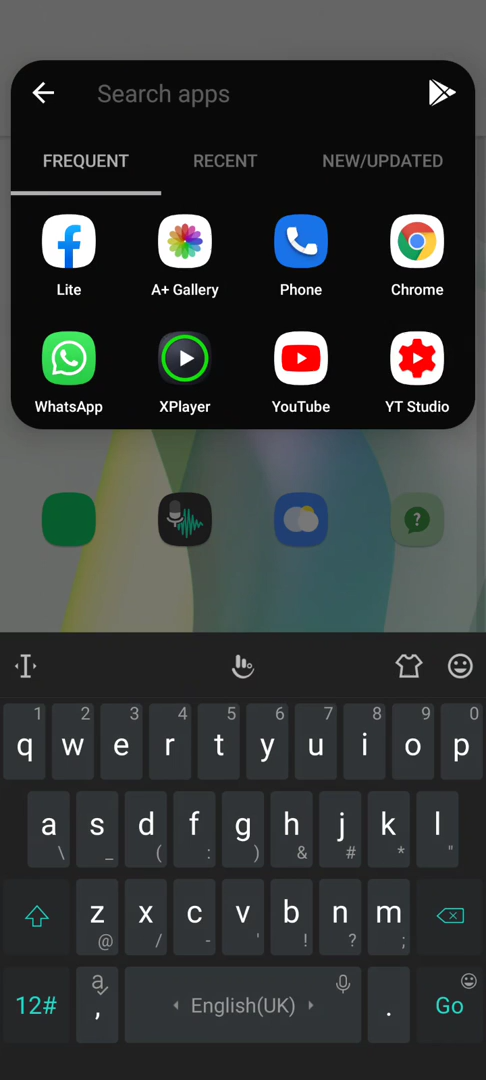 Search apps
FREQUENT RECENT NEW/UPDATED
Lite A+ Gallery Phone Chrome
WhatsApp XPlayer YouTube YT Studio
?
1 2 3 4 5 6 7 8 9 0
q w e r t y u i o p
a s d f g h j k l
\ _ ( : ) & # * "
z x c v b n m
@ / - ' ! ? ;
a
12# , English(UK) . Go